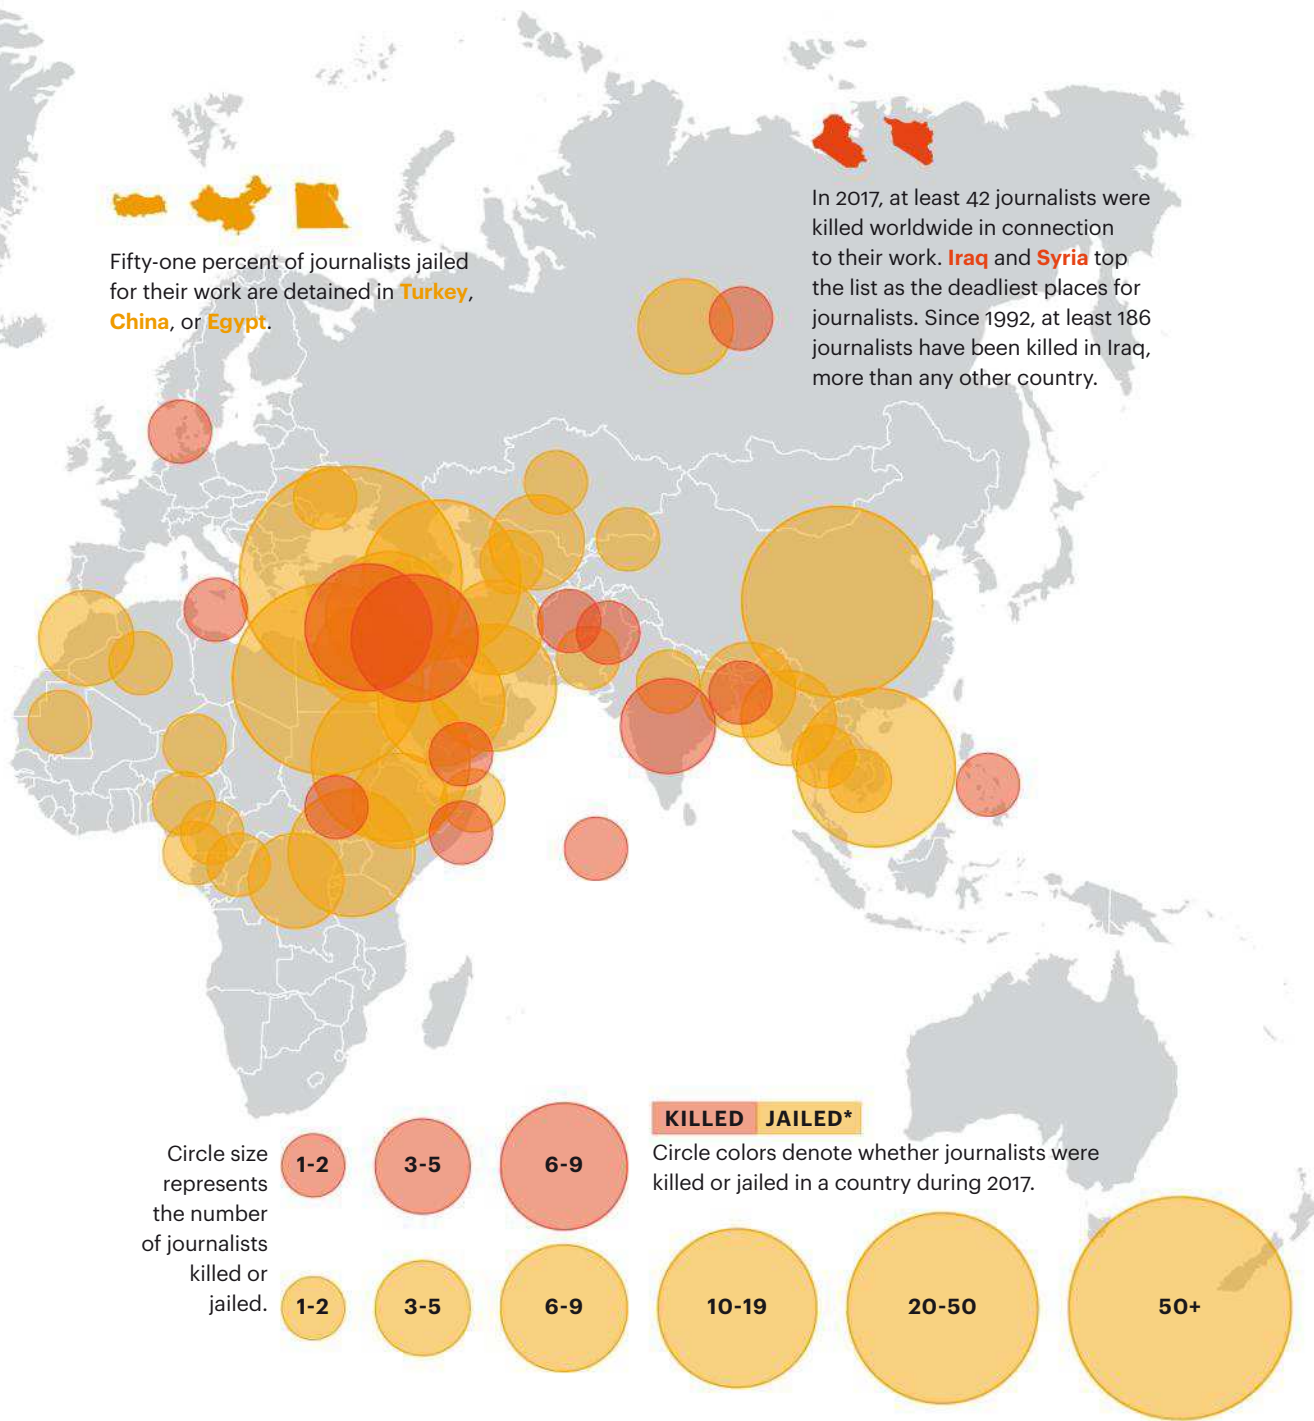 Fifty-one percent of journalists jailed
for their work are detained in Turkey,
China, or Egypt.
In 2017, at least 42 journalists were
killed worldwide in connection
to their work. Iraq and Syria top
the list as the deadliest places for
journalists. Since 1992, at least 186
journalists have been killed in Iraq,
more than any other country.
Circle size
represents
the number
of journalists
killed or
jailed.
1-2
3-5
6-9
KILLED JAILED*
Circle colors denote whether journalists were
killed or jailed in a country during 2017.
1-2
3-5
6-9
10-19
20-50
50+